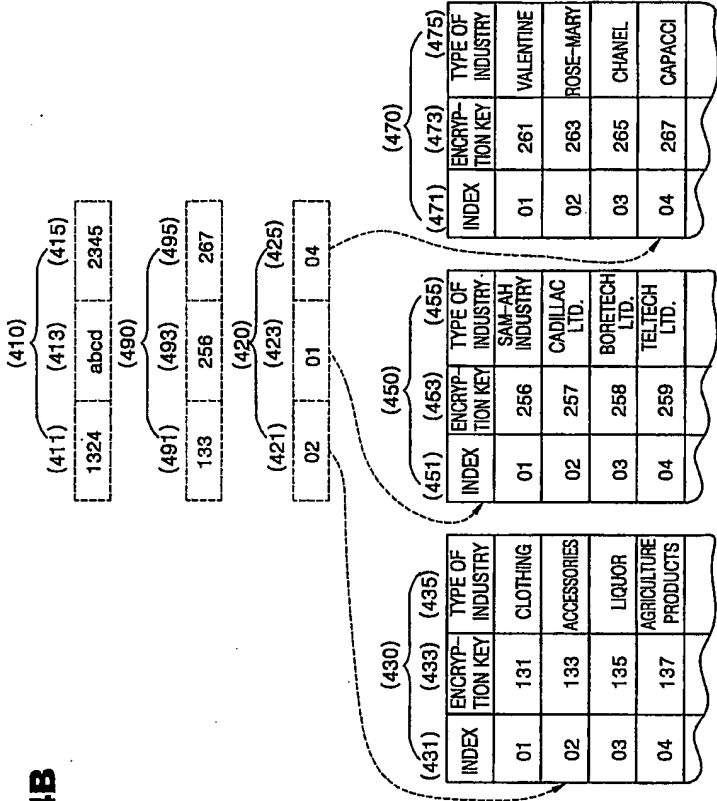 4B
(410)
(411) (413) (415)
1324 abcd 2345
(490)
(491) (493) (495)
133 256 267
(420)
(421) (423) (425)
02 01 04
(430)
(431) (433) (435)
INDEX ENCRYP-TION KEY TYPE OF INDUSTRY
01 131 CLOTHING
02 133 ACCESSORIES
03 135 LIQUOR
04 137 AGRICULTURE PRODUCTS
(450)
(451) (453) (455)
INDEX ENCRYP-TION KEY TYPE OF INDUSTRY.
01 256 SAM-AH INDUSTRY
02 257 CADILLAC LTD.
03 258 BORETECH LTD.
04 259 TELTECH LTD.
(470)
(471) (473) (475)
INDEX ENCRYP-TION KEY TYPE OF INDUSTRY
01 261 VALENTINE
02 263 ROSE-MARY
03 265 CHANEL
04 267 CAPACCI